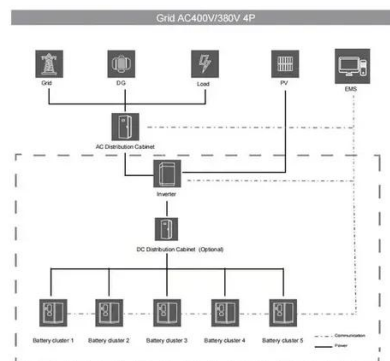 Grid AC400V/380V 4P
Grid
DG
Load
PV
EMS
AC Distribution Cabinet
Inverter
DC Distribution Cabinet (Optional)
Battery cluster 1
Battery cluster 2
Battery cluster 3
Battery cluster 4
Battery cluster 5
Communication
Power